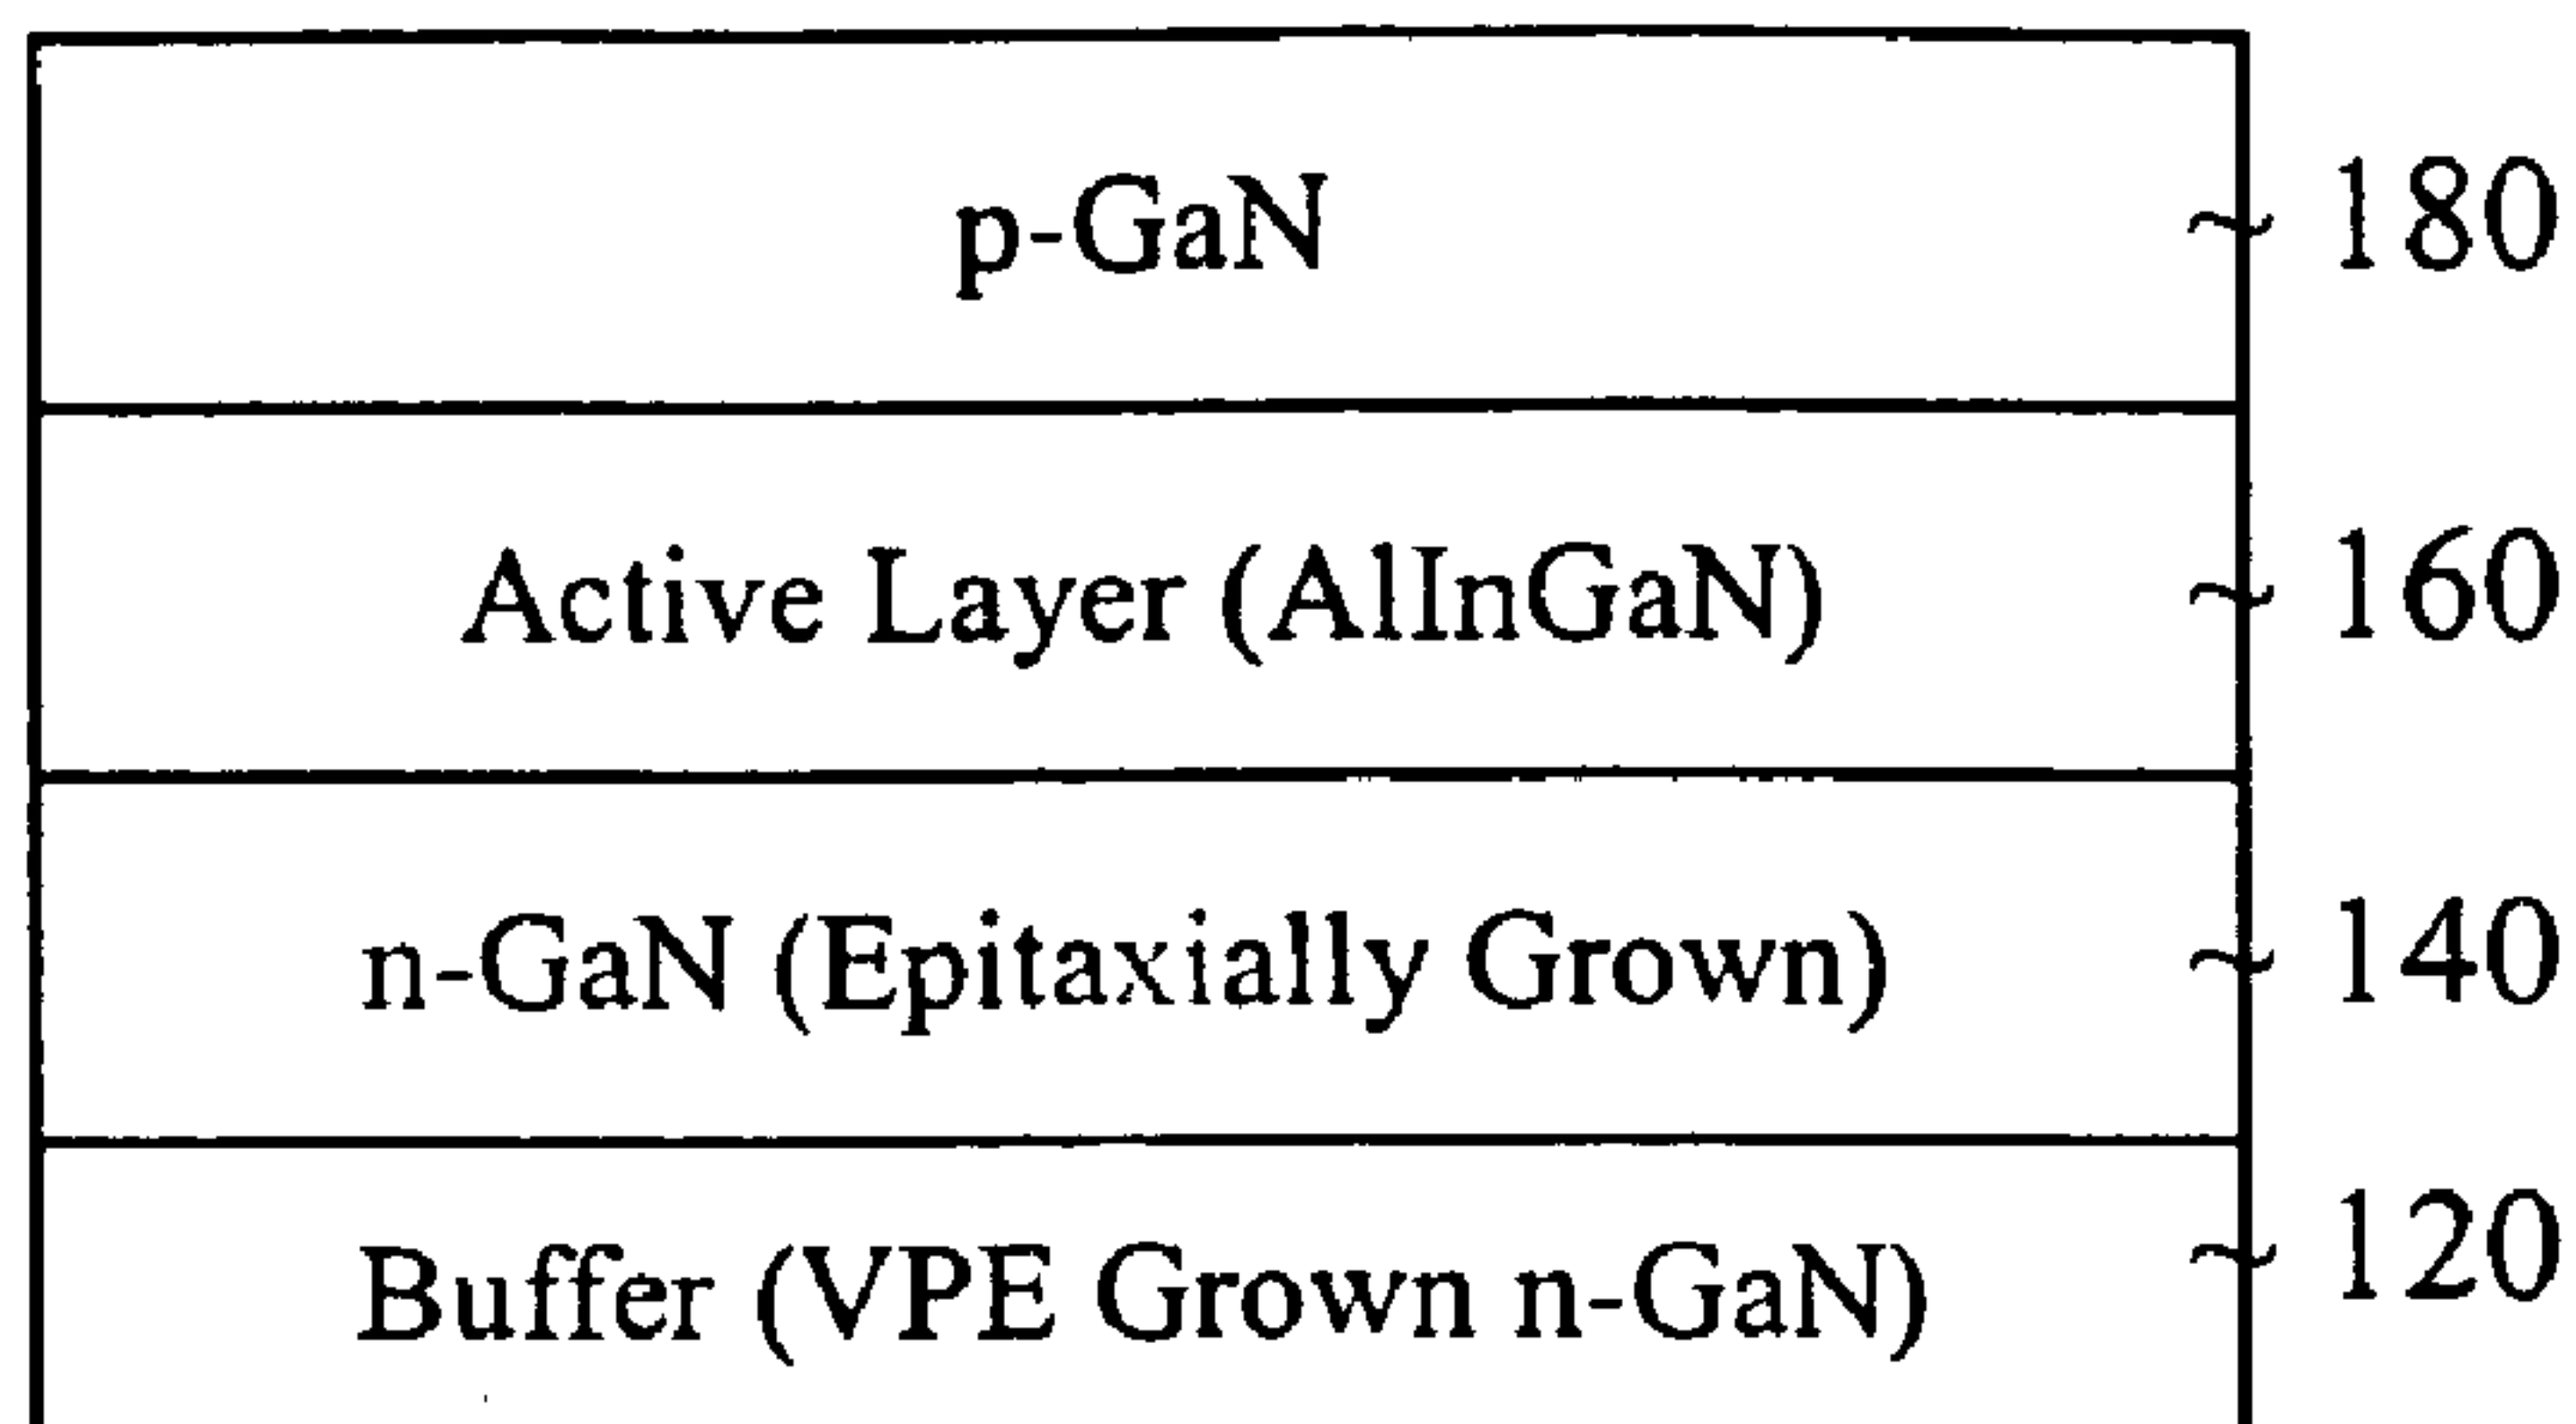 p-GaN ~ 180
Active Layer (AlInGaN) ~ 160
n-GaN (Epitaxially Grown) ~ 140
Buffer (VPE Grown n-GaN) ~ 120